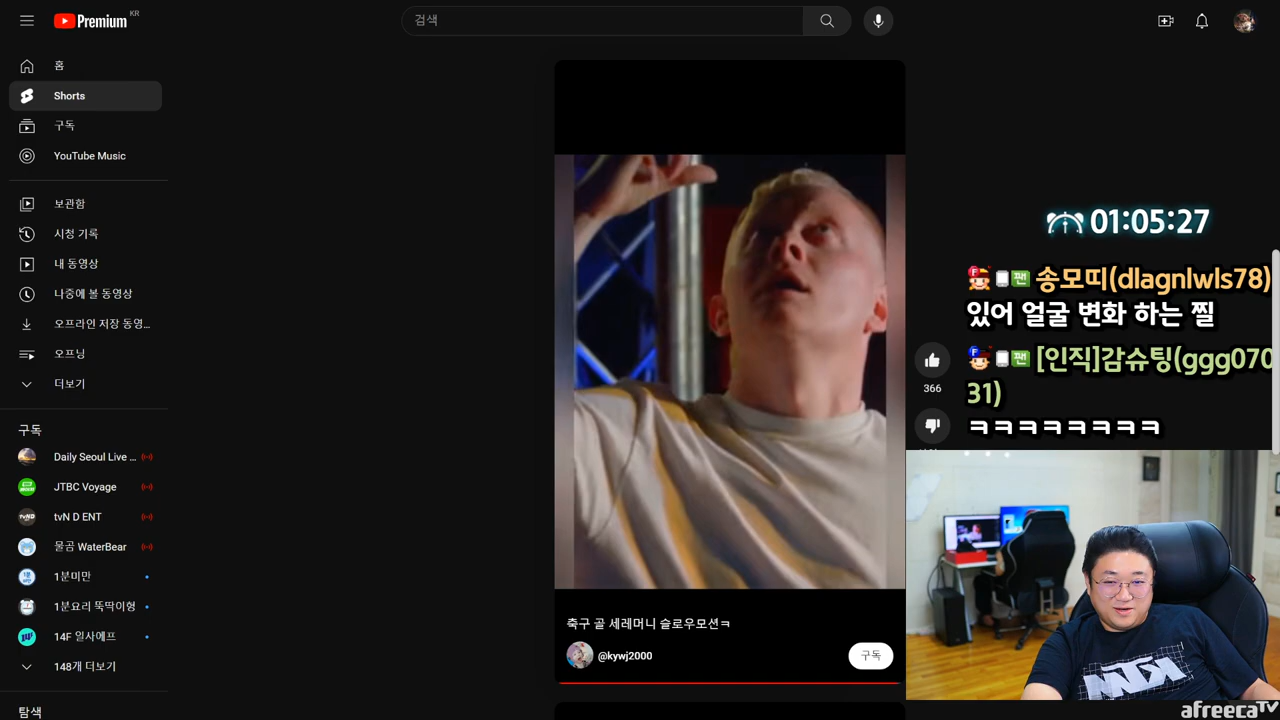 Premium KR
검색
홈
Shorts
구독
YouTube Music
보관함
시청 기록
내 동영상
나중에 볼 동영상
오프라인 저장 동영...
오프닝
더보기
구독
Daily Seoul Live ...
JTBC Voyage
tvN D ENT
물곰 WaterBear
1분미만
1분요리 뚝딱이형
14F 일사에프
148개 더보기
탐색
축구 골 세레머니 슬로우모션ㅋ
@kywj2000
구독
366
01:05:27
팬 송모띠(dlagnlwls78)
있어 얼굴 변화 하는 찔
팬 [인직]감슈팅(ggg070
31)
ㅋㅋㅋㅋㅋㅋㅋㅋ
afreecaTV